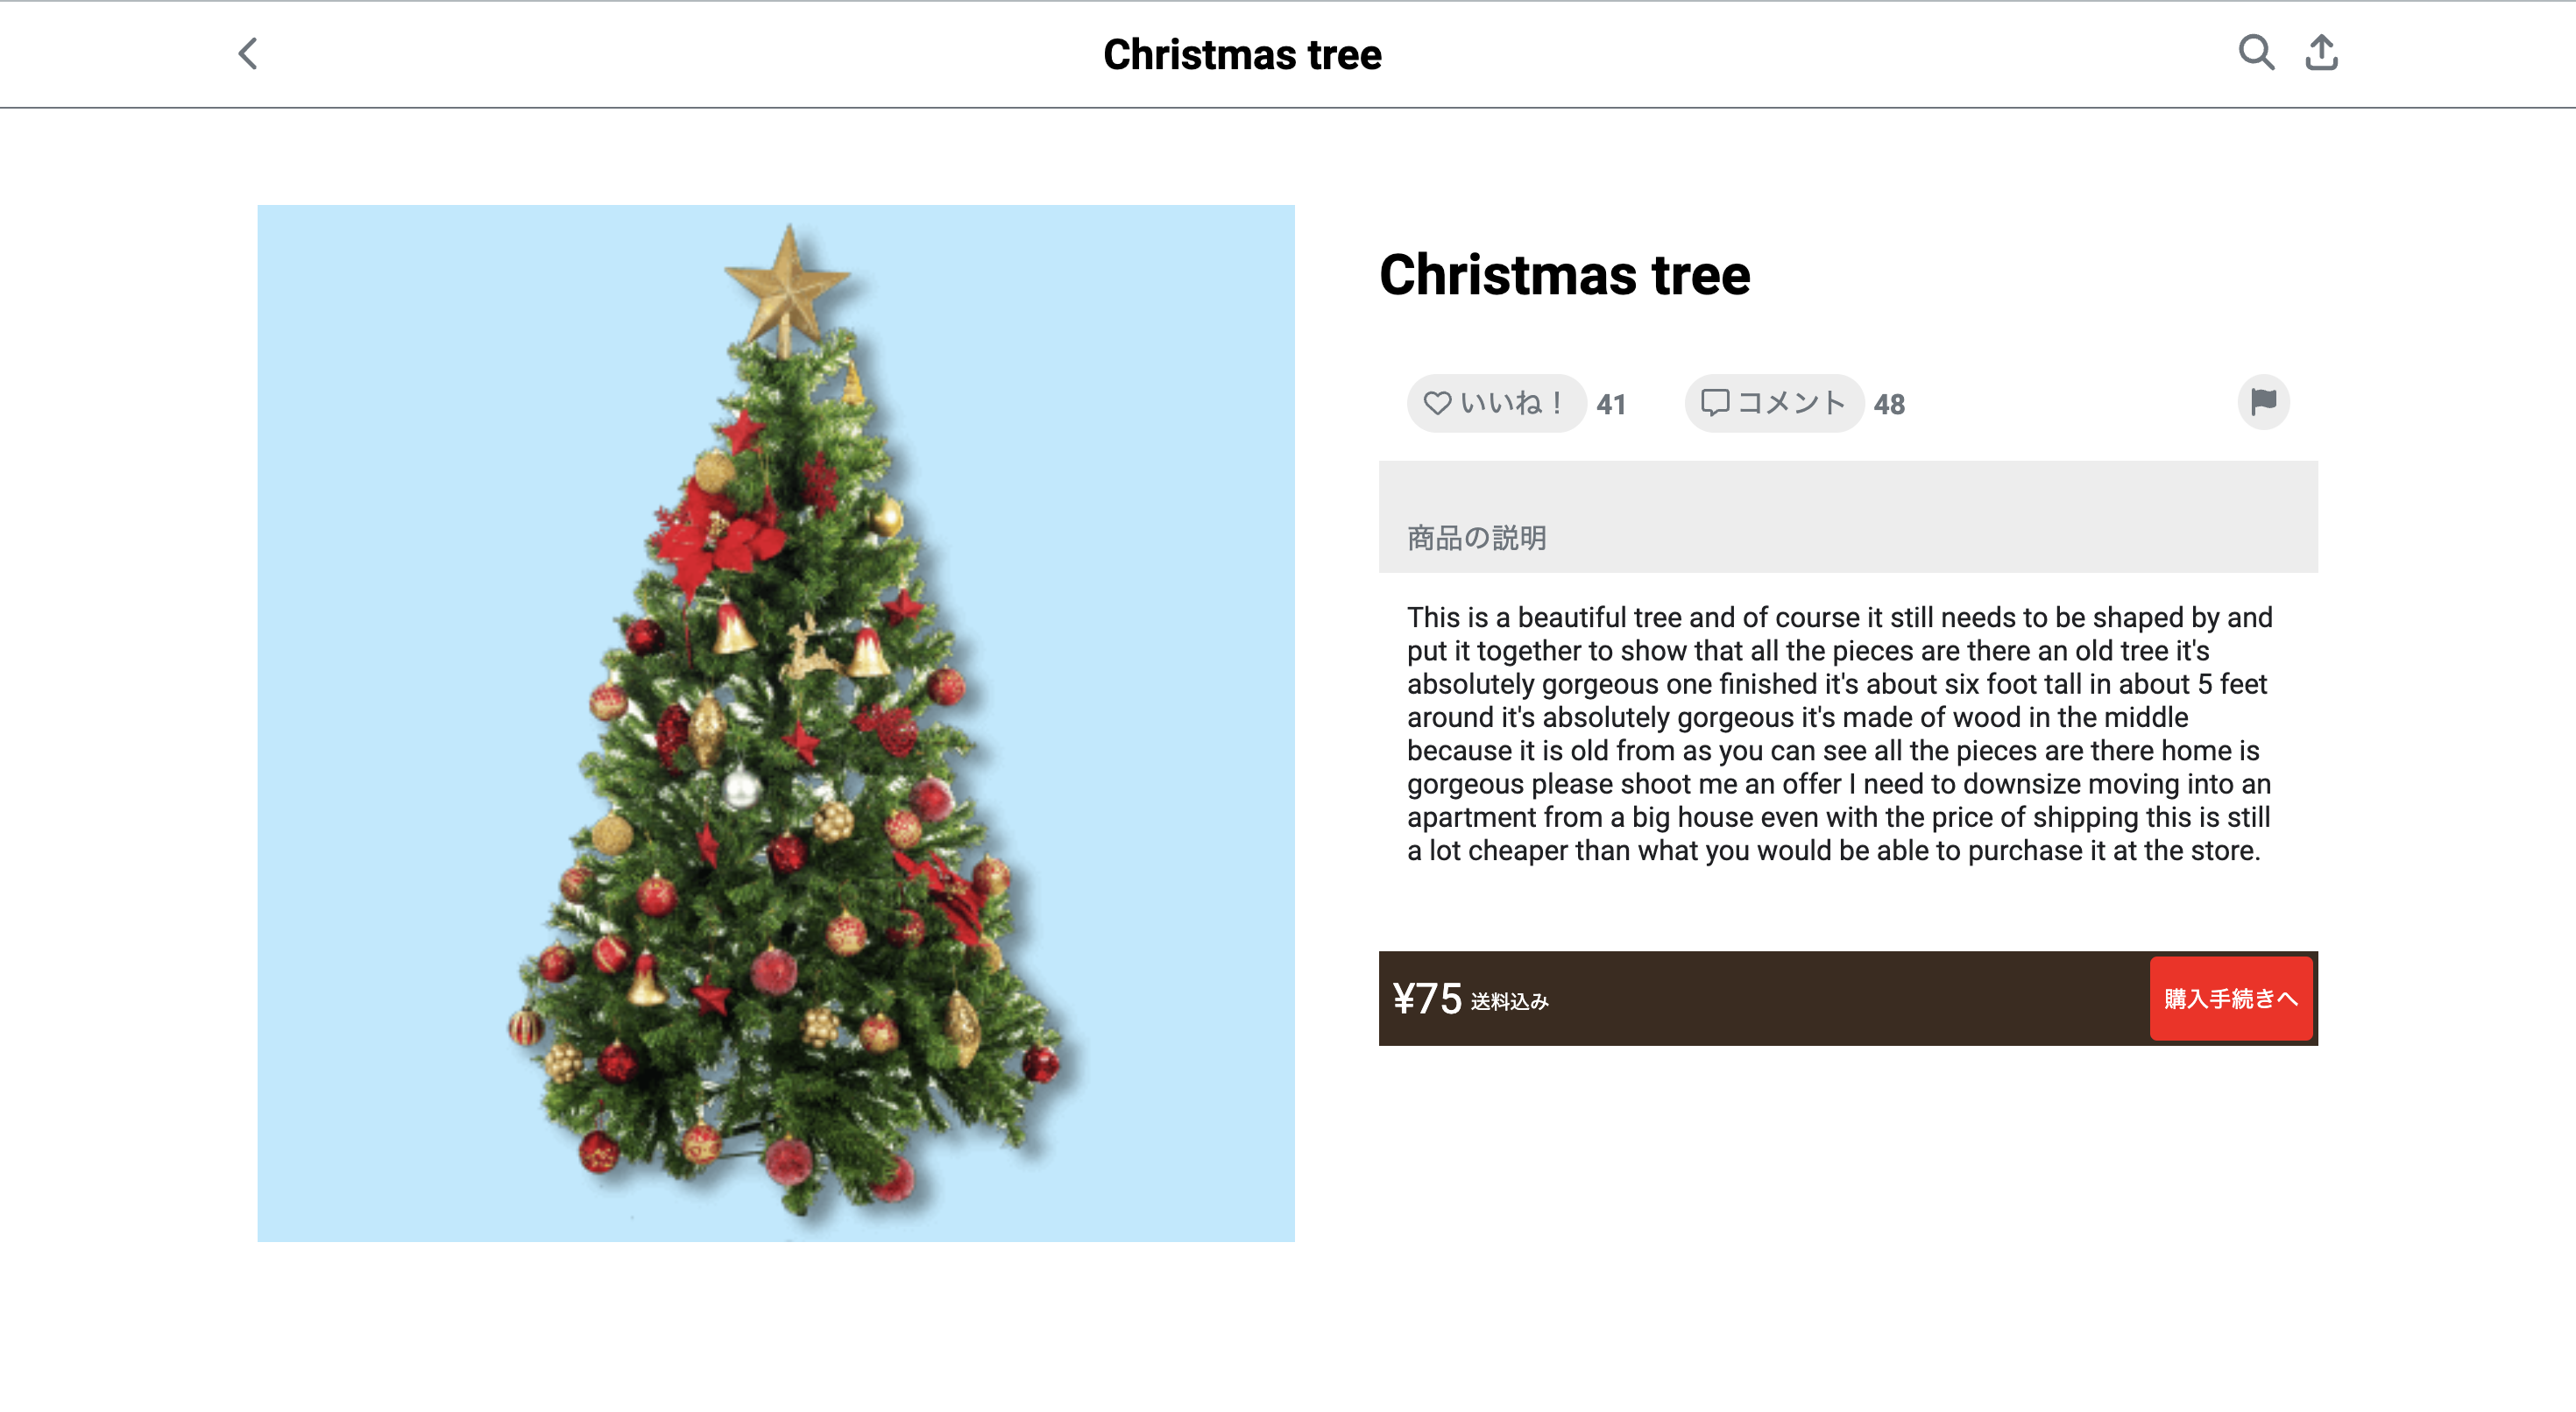 Christmas tree
Christmas tree
いいね！ 41 コメント 48
商品の説明
This is a beautiful tree and of course it still needs to be shaped by and
put it together to show that all the pieces are there an old tree it's
absolutely gorgeous one finished it's about six foot tall in about 5 feet
around it's absolutely gorgeous it's made of wood in the middle
because it is old from as you can see all the pieces are there home is
gorgeous please shoot me an offer I need to downsize moving into an
apartment from a big house even with the price of shipping this is still
a lot cheaper than what you would be able to purchase it at the store.
¥75 送料込み 購入手続きへ